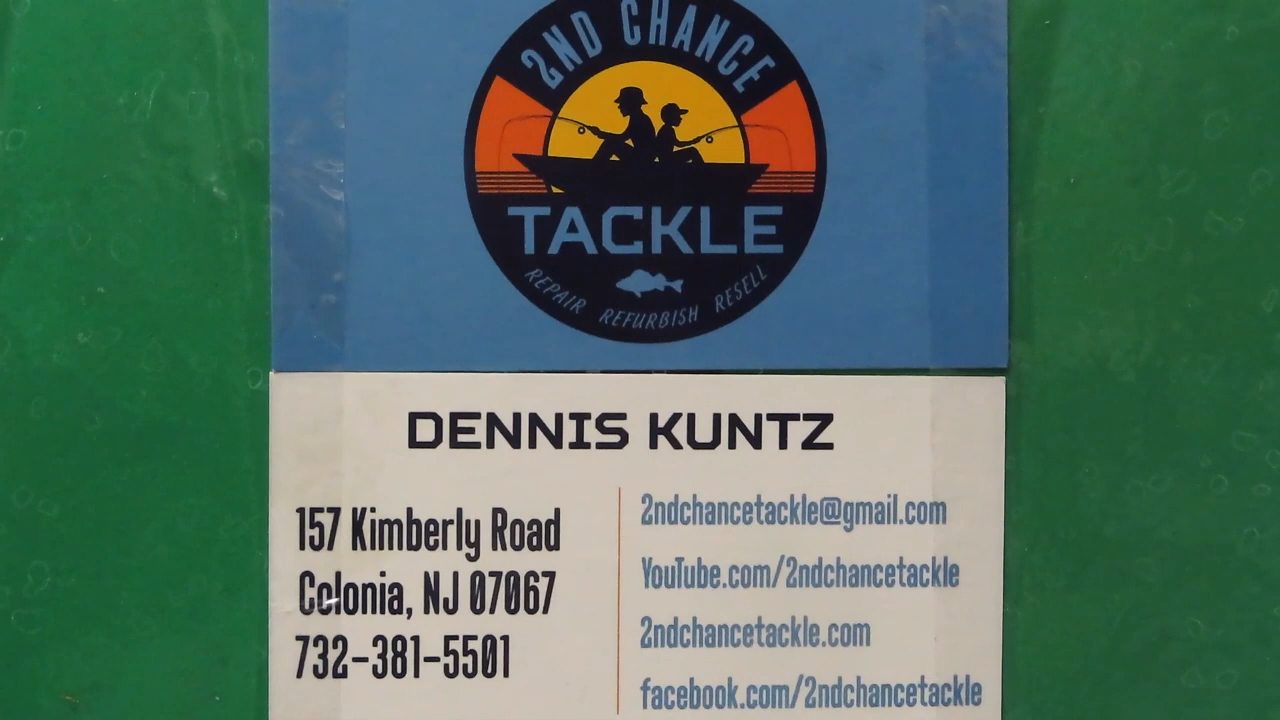 2ND CHANCE
TACKLE
REPAIR REFURBISH RESELL
DENNIS KUNTZ
157 Kimberly Road
Colonia, NJ 07067
732-381-5501
2ndchancetackle@gmail.com
YouTube.com/2ndchancetackle
2ndchancetackle.com
facebook.com/2ndchancetackle